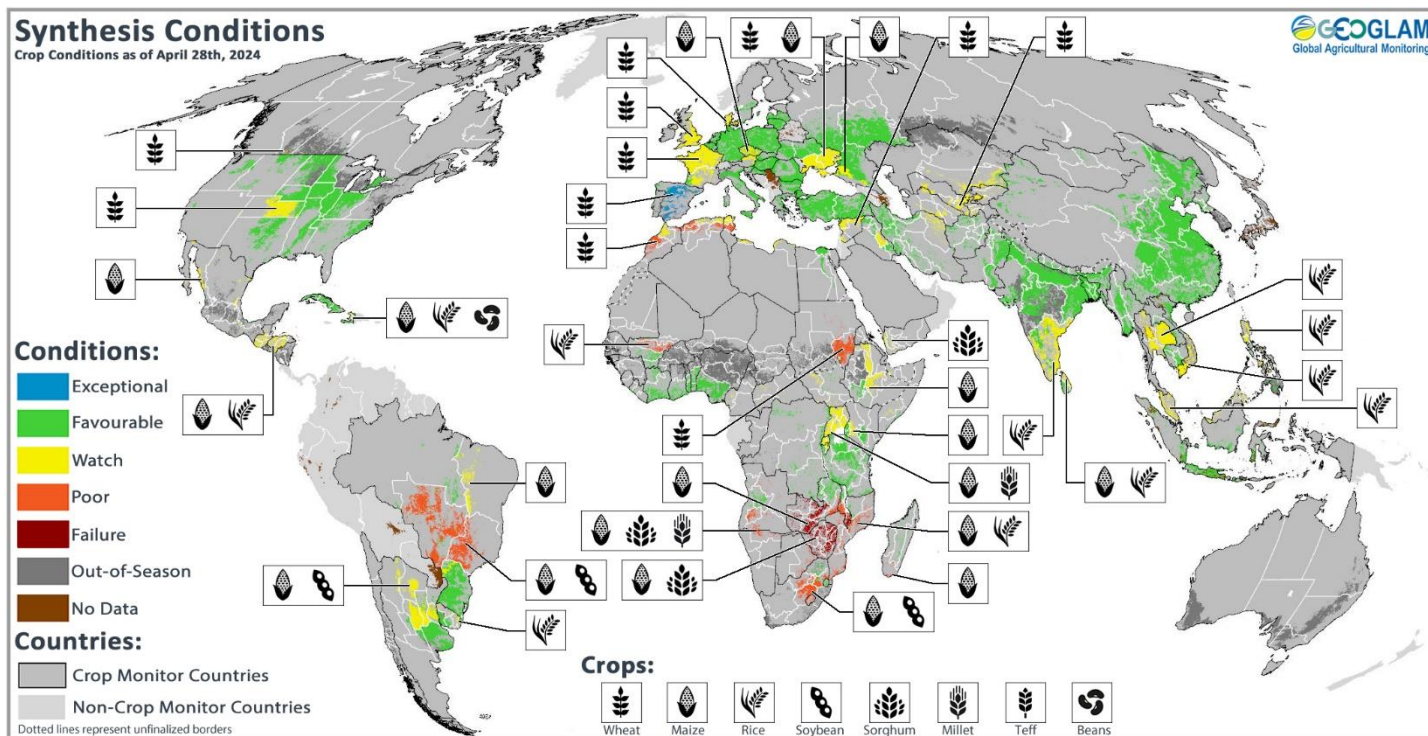 Synthesis Conditions
Crop Conditions as of April 28th, 2024
GEOGLAM
Global Agricultural Monitoring
Conditions:
Exceptional
Favourable
Watch
Poor
Failure
Out-of-Season
No Data
Countries:
Crop Monitor Countries
Non-Crop Monitor Countries
Dotted lines represent unfinalized borders
Crops:
Wheat
Maize
Rice
Soybean
Sorghum
Millet
Teff
Beans